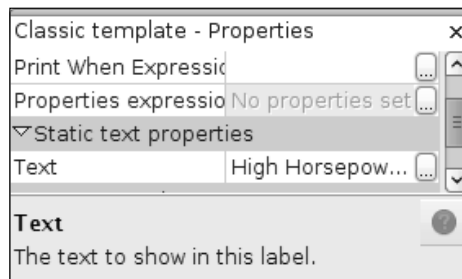 Classic template - Properties
Print When Expressio
Properties expressio No properties set
Static text properties
Text High Horsepow...
Text
The text to show in this label.